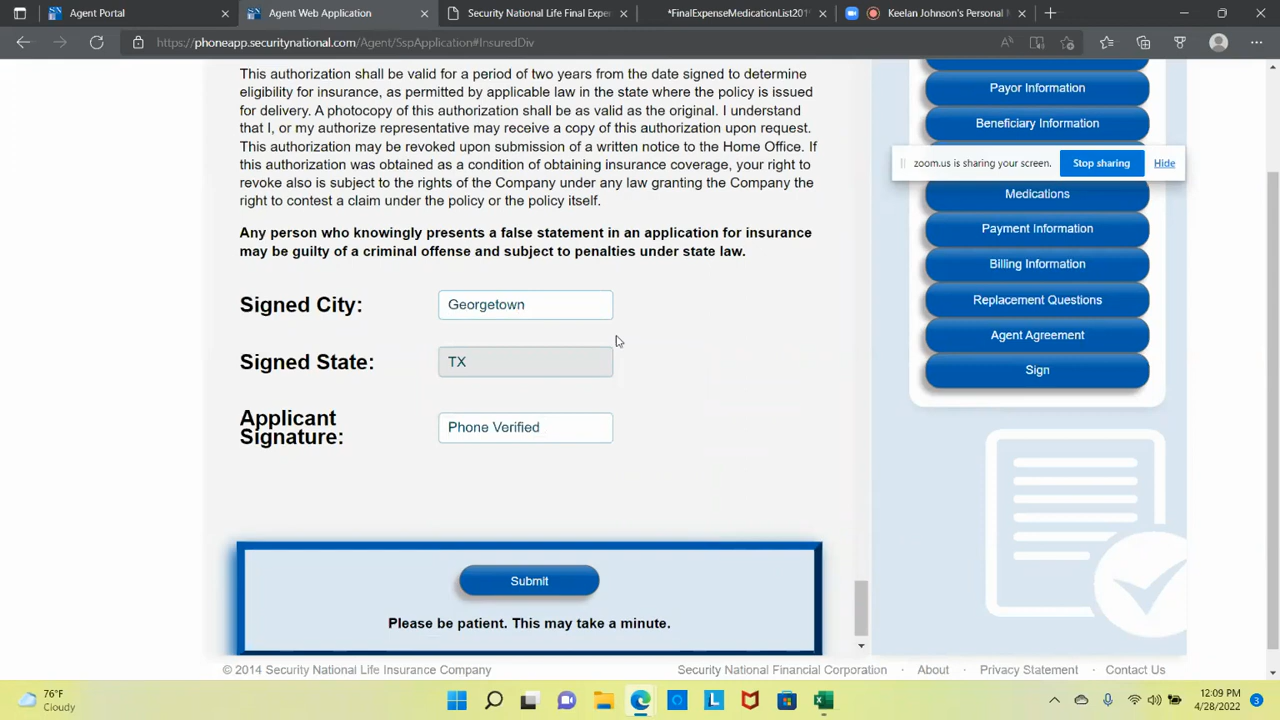 Agent Portal
Agent Web Application
Security National Life Final Expe
*FinalExpenseMedicationList201
Keelan Johnson's Personal M
https://phoneapp.securitynational.com/Agent/SspApplication#InsuredDiv
This authorization shall be valid for a period of two years from the date signed to determine
eligibility for insurance, as permitted by applicable law in the state where the policy is issued
for delivery. A photocopy of this authorization shall be as valid as the original. I understand
that I, or my authorize representative may receive a copy of this authorization upon request.
This authorization may be revoked upon submission of a written notice to the Home Office. If
this authorization was obtained as a condition of obtaining insurance coverage, your right to
revoke also is subject to the rights of the Company under any law granting the Company the
right to contest a claim under the policy or the policy itself.
Any person who knowingly presents a false statement in an application for insurance
may be guilty of a criminal offense and subject to penalties under state law.
Signed City:
Georgetown
Signed State:
TX
Applicant
Signature:
Phone Verified
Submit
Please be patient. This may take a minute.
Payor Information
Beneficiary Information
zoom.us is sharing your screen.
Stop sharing
Hide
Medications
Payment Information
Billing Information
Replacement Questions
Agent Agreement
Sign
© 2014 Security National Life Insurance Company
Security National Financial Corporation · About · Privacy Statement · Contact Us
76°F
Cloudy
12:09 PM
4/28/2022
3